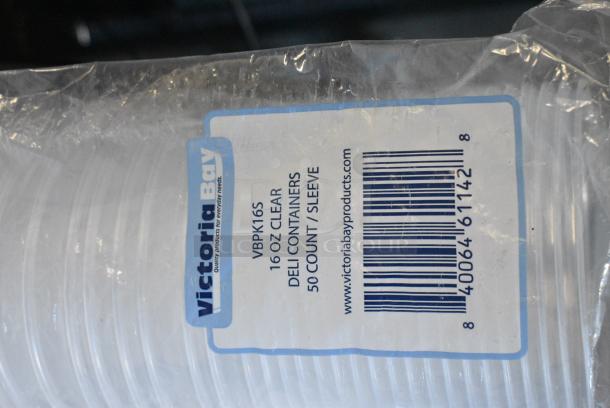 Victoria Bay
Quality products for everyday needs.
VBPK16S
16 OZ CLEAR
DELI CONTAINERS
50 COUNT / SLEEVE
www.victoriabayproducts.com
8 40064 61142 8